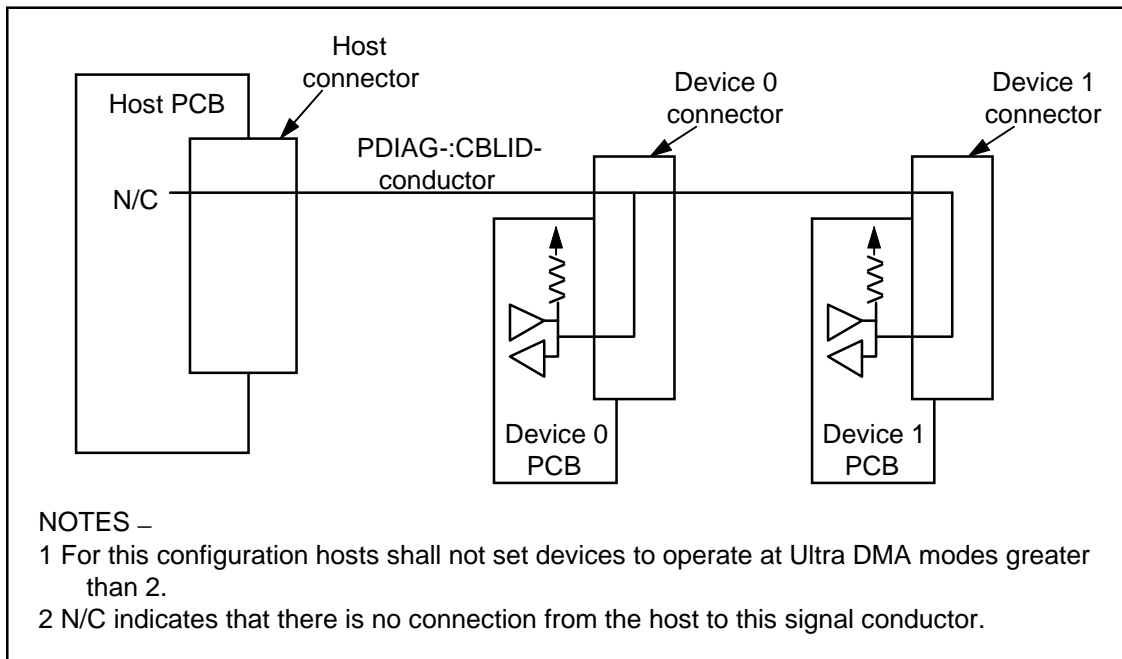 Host
connector
Host PCB
Device 0
connector
Device 1
connector
PDIAG-:CBLID-
conductor
N/C
Device 0
PCB
Device 1
PCB
NOTES –
1 For this configuration hosts shall not set devices to operate at Ultra DMA modes greater
than 2.
2 N/C indicates that there is no connection from the host to this signal conductor.